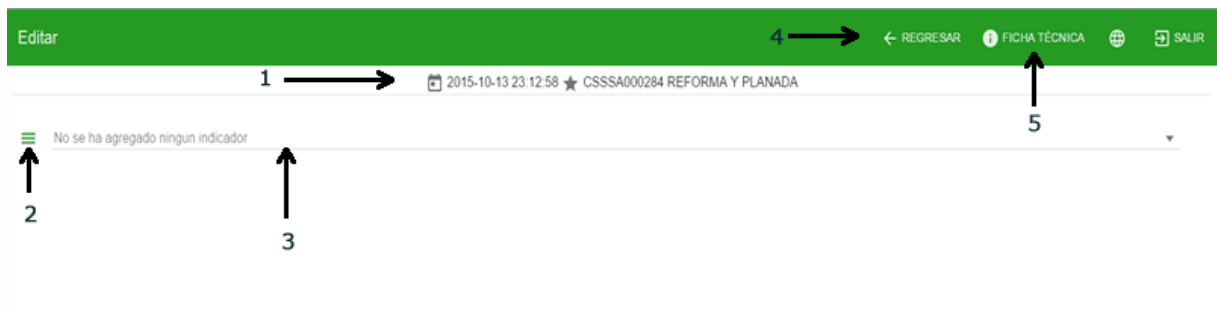 Editar
4
REGRESAR
FICHA TÉCNICA
SALIR
1
2015-10-13 23:12:58 CSSSA000284 REFORMA Y PLANADA
5
No se ha agregado ningun indicador
2
3